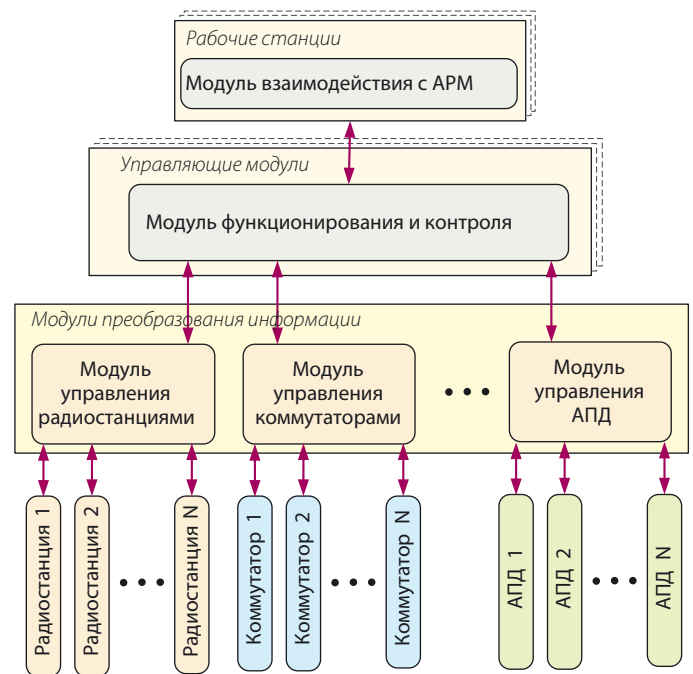 Рабочие станции
Модуль взаимодействия с АРМ
Управляющие модули
Модуль функционирования и контроля
Модули преобразования информации
Модуль
управления
радиостанциями
Модуль
управления
коммутаторами
Модуль
управления
АПД
Радиостанция 1
Радиостанция 2
Радиостанция N
Коммутатор 1
Коммутатор 2
Коммутатор N
АПД 1
АПД 2
АПД N